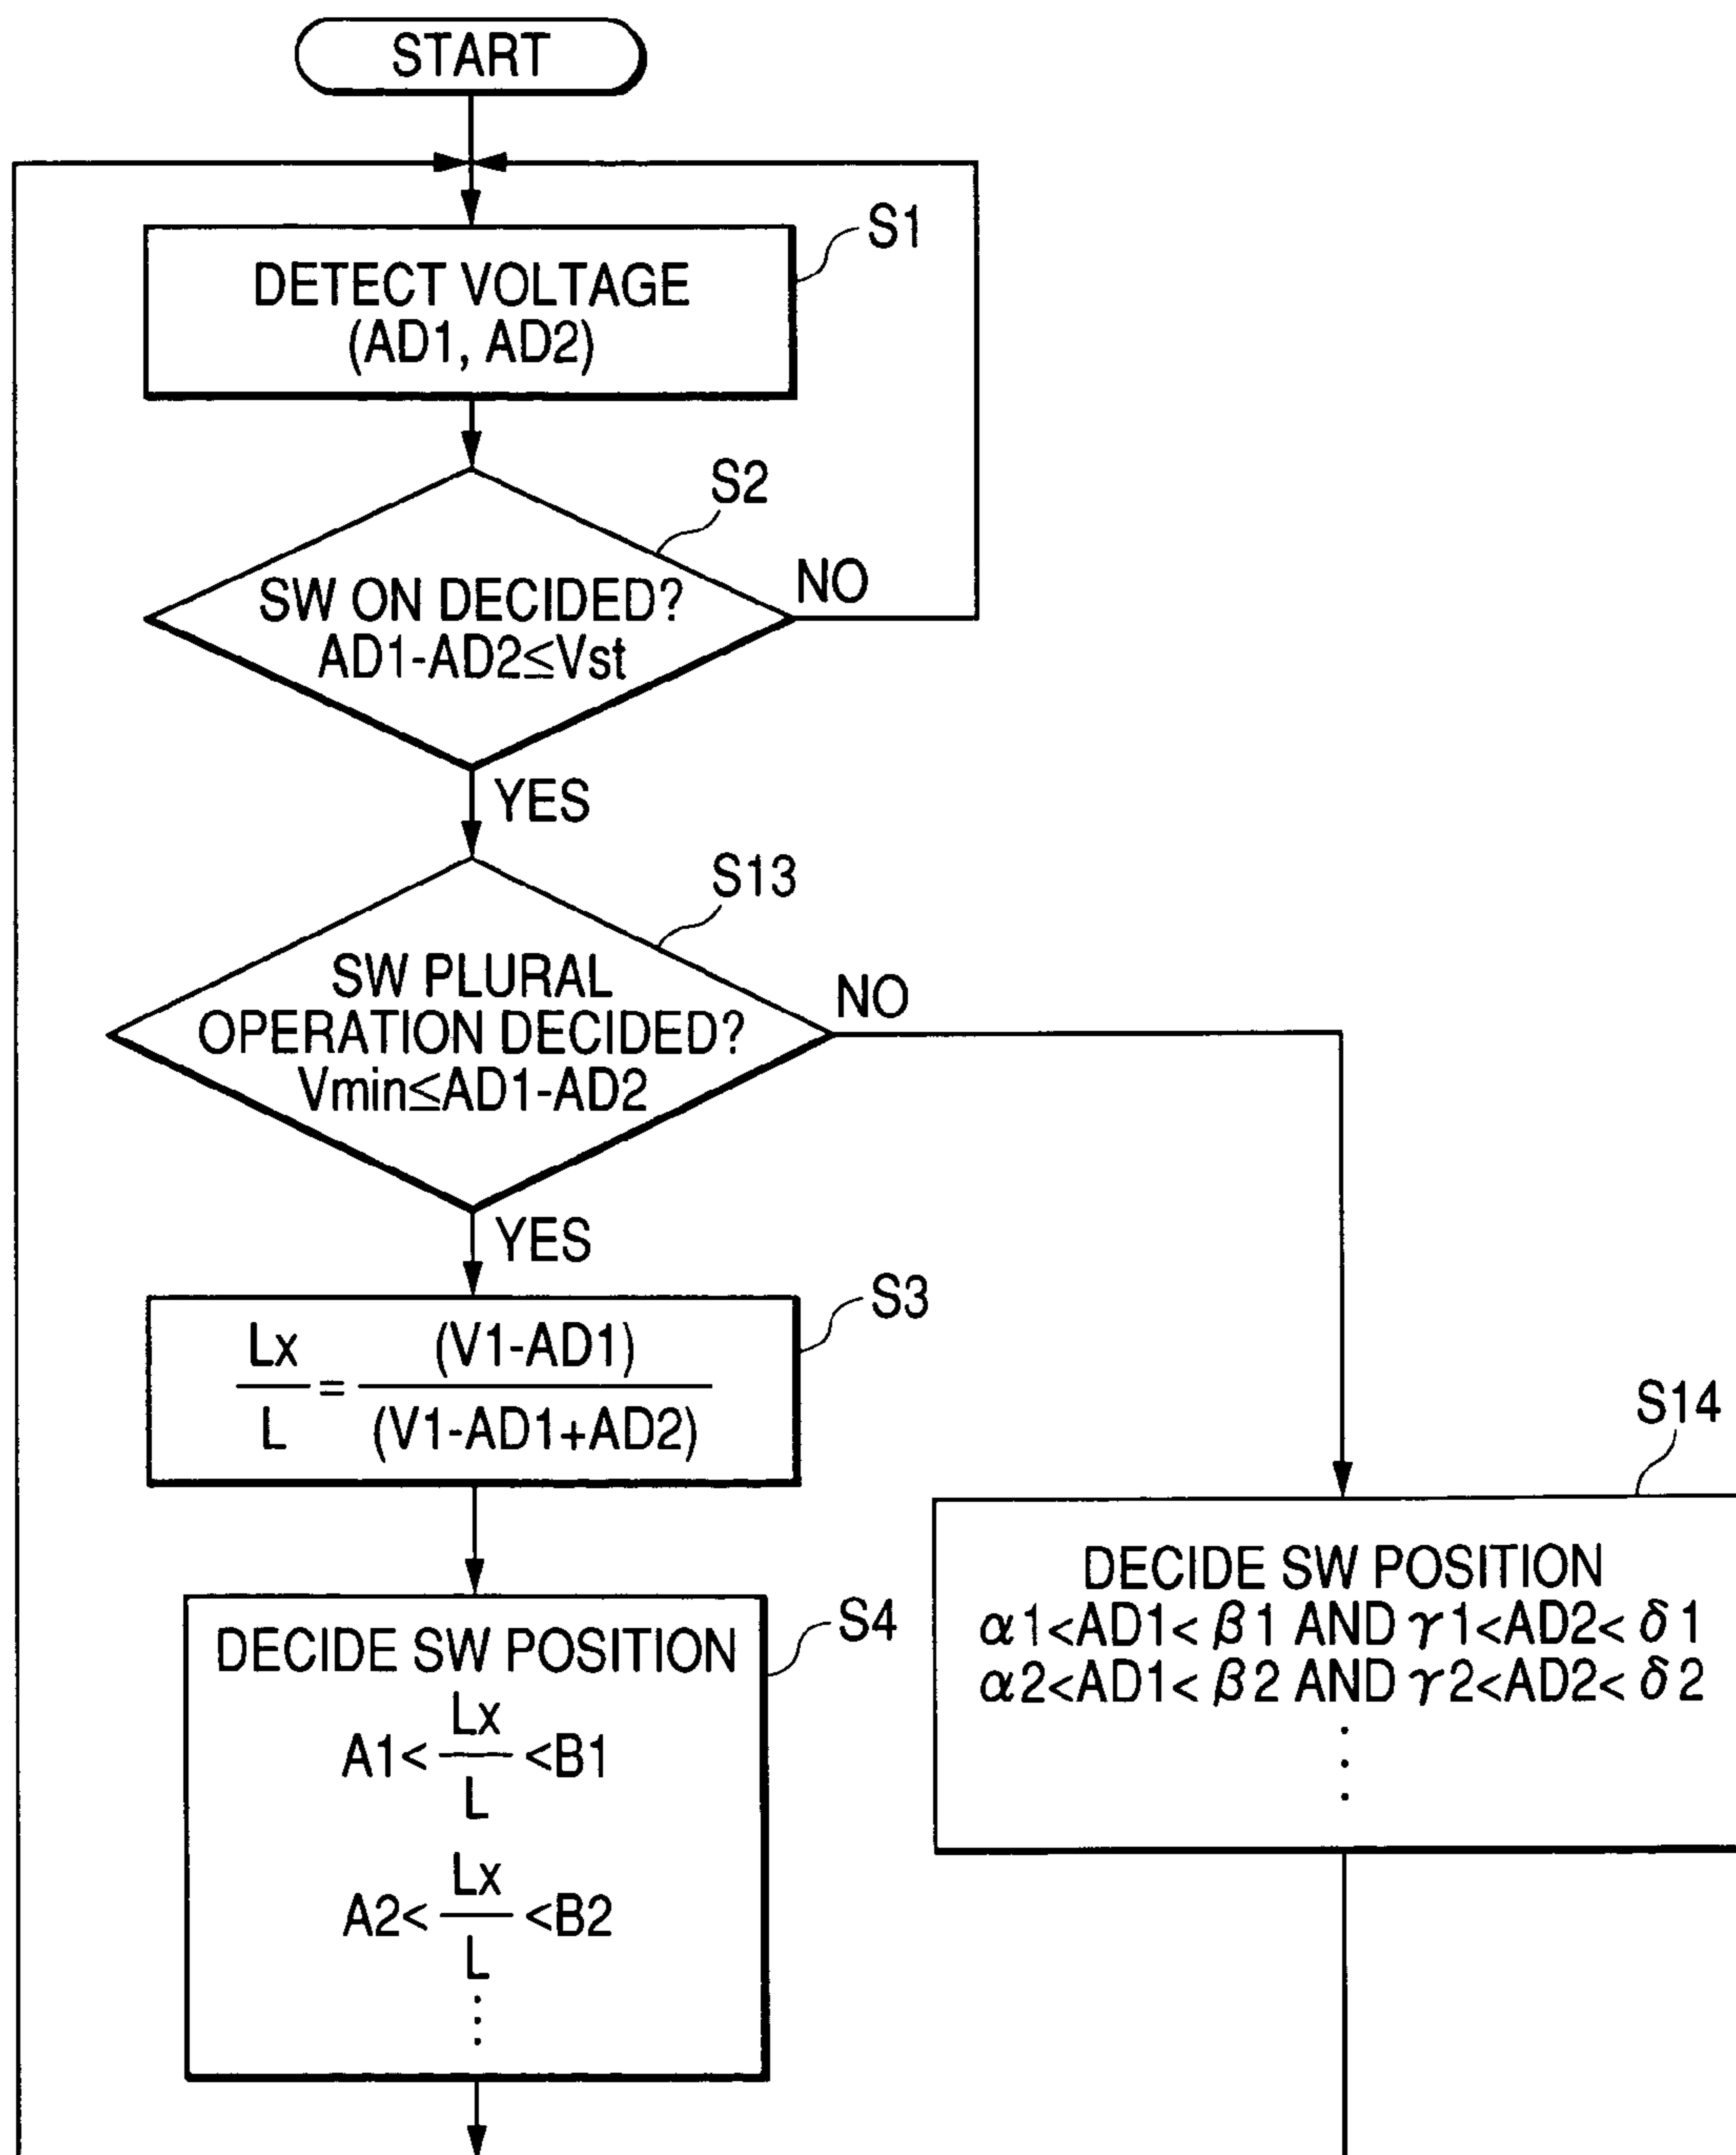 START
S1
DETECT VOLTAGE
(AD1, AD2)
S2
SW ON DECIDED?
AD1-AD2≦Vst
NO
YES
S13
SW PLURAL
OPERATION DECIDED?
Vmin≦AD1-AD2
NO
YES
S3
Lx/L = (V1-AD1)/(V1-AD1+AD2)
S14
DECIDE SW POSITION
α1<AD1<β1 AND γ1<AD2<δ1
α2<AD1<β2 AND γ2<AD2<δ2
⋮
S4
DECIDE SW POSITION
A1< Lx/L <B1
A2< Lx/L <B2
⋮